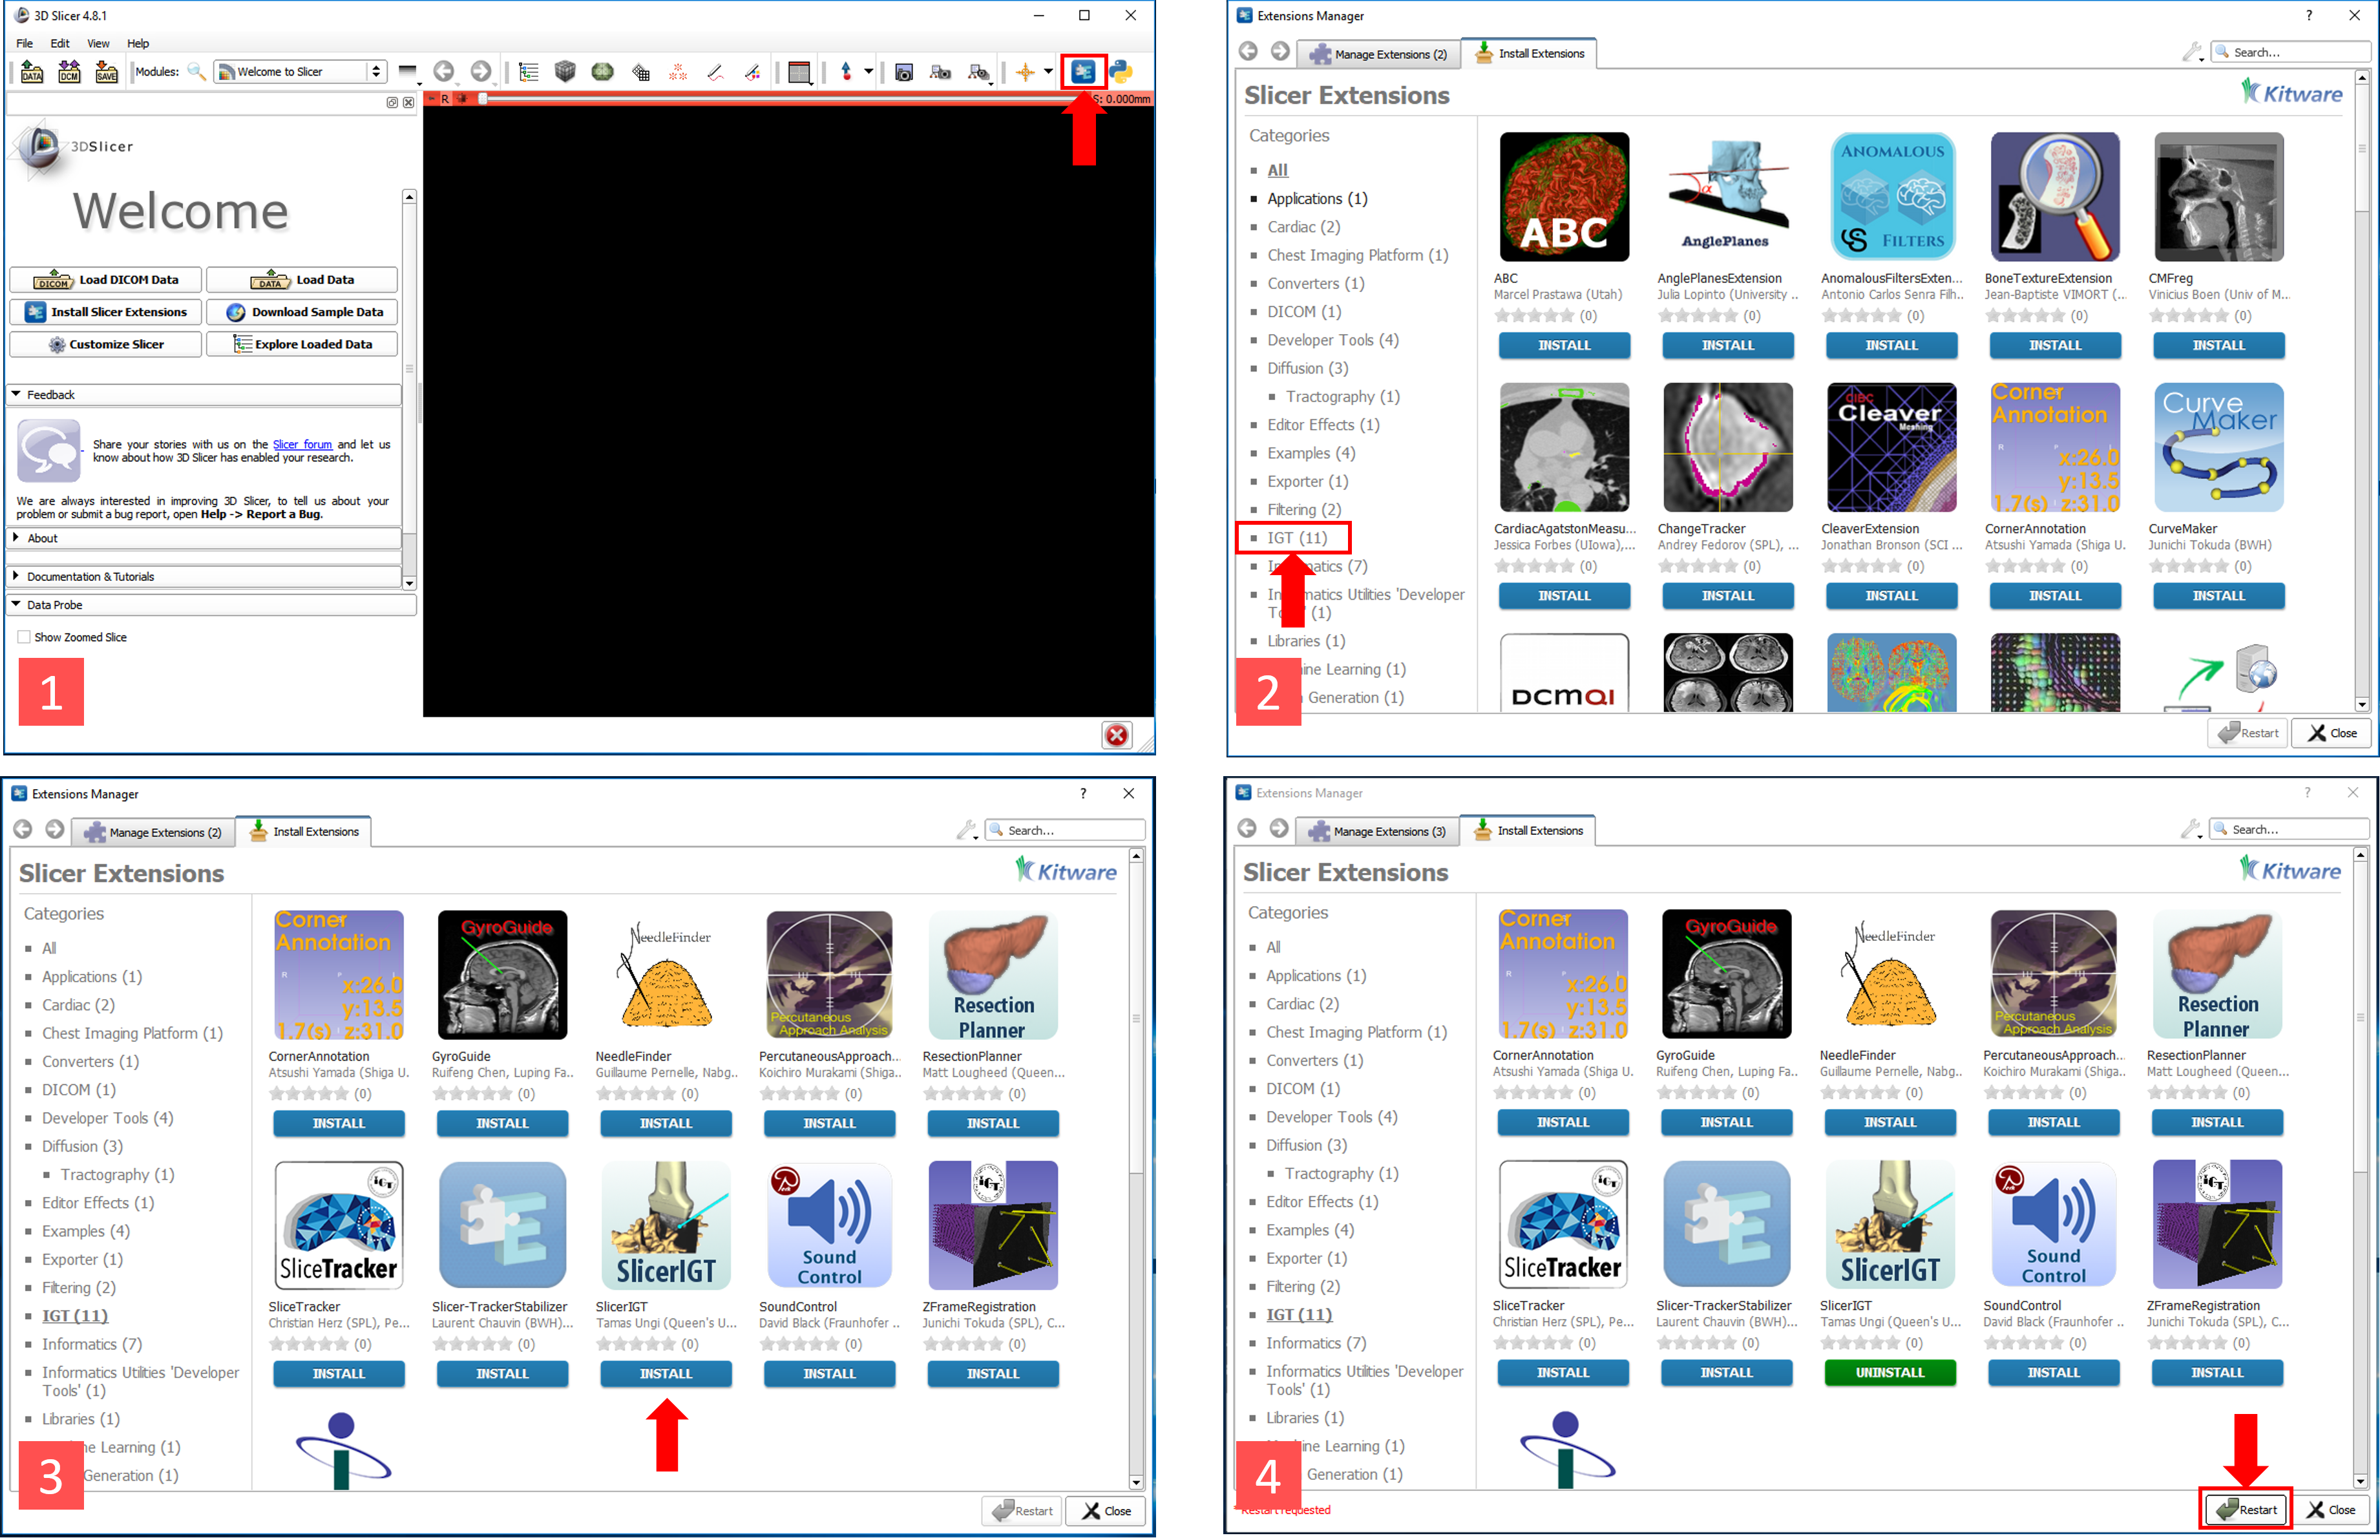 3D Slicer 4.8.1
File Edit View Help
DATA DCM SAVE Modules: Welcome to Slicer
R S: 0.000mm
3DSlicer
Welcome
DICOM Load DICOM Data DATA Load Data
Install Slicer Extensions Download Sample Data
Customize Slicer Explore Loaded Data
Feedback
Share your stories with us on the Slicer forum and let us
know about how 3D Slicer has enabled your research.
We are always interested in improving 3D Slicer, to tell us about your
problem or submit a bug report, open Help -> Report a Bug.
About
Documentation & Tutorials
Data Probe
Show Zoomed Slice
1
Extensions Manager ?
Manage Extensions (2) Install Extensions Search...
Slicer Extensions Kitware
Categories
All
Applications (1)
Cardiac (2)
Chest Imaging Platform (1)
Converters (1)
DICOM (1)
Developer Tools (4)
Diffusion (3)
Tractography (1)
Editor Effects (1)
Examples (4)
Exporter (1)
Filtering (2)
IGT (11)
(7)
Utilities 'Developer
(1)
Libraries (1)
Learning (1)
Generation (1)
ABC AnglePlanes ANOMALOUS FILTERS
α
ABC AnglePlanesExtension AnomalousFiltersExten... BoneTextureExtension CMFreg
Marcel Prastawa (Utah) Julia Lopinto (University .. Antonio Carlos Senra Filh.. Jean-Baptiste VIMORT (... Vinicius Boen (Univ of M...
(0) (0) (0) (0) (0)
INSTALL INSTALL INSTALL INSTALL INSTALL
CIBC Cleaver Meshing
Corner Annotation
R P L
x:26.0
y:13.5
1.7(s) z:31.0
Curve Maker
CardiacAgatstonMeasu... ChangeTracker CleaverExtension CornerAnnotation CurveMaker
Jessica Forbes (UIowa),... Andrey Fedorov (SPL), ... Jonathan Bronson (SCI ... Atsushi Yamada (Shiga U. Junichi Tokuda (BWH)
(0) (0) (0) (0) (0)
INSTALL INSTALL INSTALL INSTALL INSTALL
DCMQI
2
Restart Close
Extensions Manager ?
Manage Extensions (2) Install Extensions Search...
Slicer Extensions Kitware
Categories
All
Applications (1)
Cardiac (2)
Chest Imaging Platform (1)
Converters (1)
DICOM (1)
Developer Tools (4)
Diffusion (3)
Tractography (1)
Editor Effects (1)
Examples (4)
Exporter (1)
Filtering (2)
IGT (11)
Informatics (7)
Informatics Utilities 'Developer
Tools' (1)
Libraries (1)
Learning (1)
Generation (1)
Corner Annotation
R P
x:26.0
y:13.5
1.7(s) z:31.0
GyroGuide
NeedleFinder
Percutaneous
Approach Analysis
Resection
Planner
CornerAnnotation GyroGuide NeedleFinder PercutaneousApproach... ResectionPlanner
Atsushi Yamada (Shiga U. Ruifeng Chen, Luping Fa.. Guillaume Pernelle, Nabg.. Koichiro Murakami (Shiga.. Matt Lougheed (Queen...
(0) (0) (0) (0) (0)
INSTALL INSTALL INSTALL INSTALL INSTALL
iGT
SliceTracker
E
SlicerIGT
Sound
Control
iGT
SliceTracker Slicer-TrackerStabilizer SlicerIGT SoundControl ZFrameRegistration
Christian Herz (SPL), Pe... Laurent Chauvin (BWH)... Tamas Ungi (Queen's U... David Black (Fraunhofer .. Junichi Tokuda (SPL), C...
(0) (0) (0) (0) (0)
INSTALL INSTALL INSTALL INSTALL INSTALL
3
Restart Close
Extensions Manager ?
Manage Extensions (3) Install Extensions Search...
Slicer Extensions Kitware
Categories
All
Applications (1)
Cardiac (2)
Chest Imaging Platform (1)
Converters (1)
DICOM (1)
Developer Tools (4)
Diffusion (3)
Tractography (1)
Editor Effects (1)
Examples (4)
Exporter (1)
Filtering (2)
IGT (11)
Informatics (7)
Informatics Utilities 'Developer
Tools' (1)
Libraries (1)
Learning (1)
Generation (1)
Corner Annotation
R P
x:26.0
y:13.5
1.7(s) z:31.0
GyroGuide
NeedleFinder
Percutaneous
Approach Analysis
Resection
Planner
CornerAnnotation GyroGuide NeedleFinder PercutaneousApproach... ResectionPlanner
Atsushi Yamada (Shiga U. Ruifeng Chen, Luping Fa.. Guillaume Pernelle, Nabg.. Koichiro Murakami (Shiga.. Matt Lougheed (Queen...
(0) (0) (0) (0) (0)
INSTALL INSTALL INSTALL INSTALL INSTALL
iGT
SliceTracker
E
SlicerIGT
Sound
Control
iGT
SliceTracker Slicer-TrackerStabilizer SlicerIGT SoundControl ZFrameRegistration
Christian Herz (SPL), Pe... Laurent Chauvin (BWH)... Tamas Ungi (Queen's U... David Black (Fraunhofer .. Junichi Tokuda (SPL), C...
(0) (0) (0) (0) (0)
INSTALL INSTALL UNINSTALL INSTALL INSTALL
4
Restart requested
Restart Close